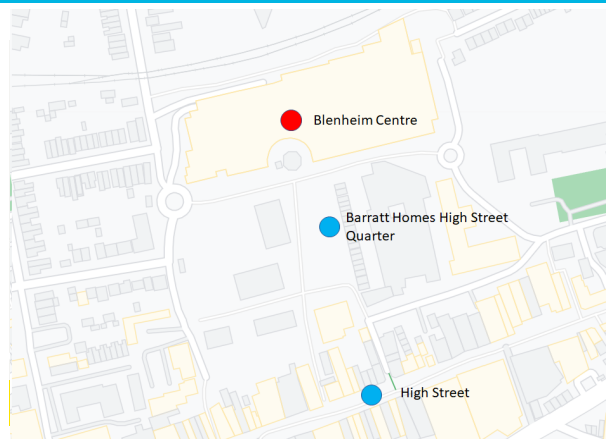 Blenheim Centre
Barratt Homes High Street
Quarter
High Street